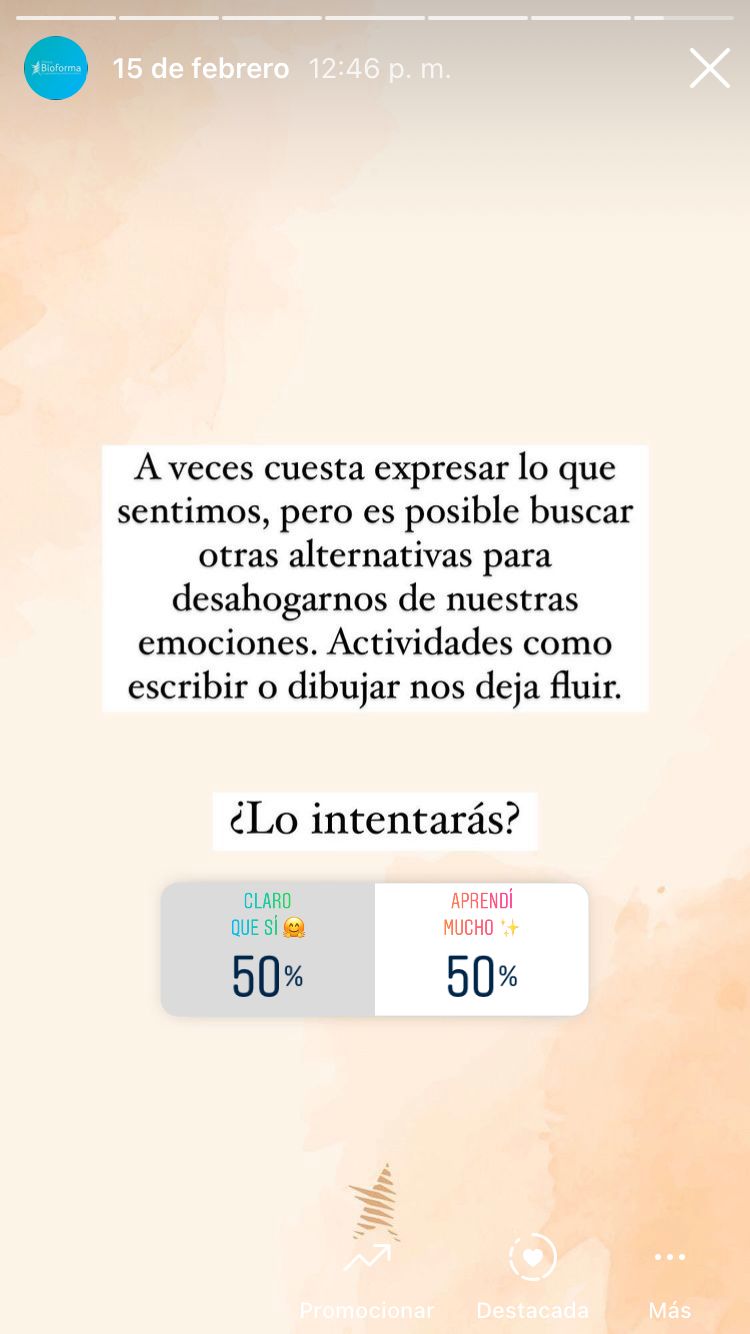 Bioforma
15 de febrero 12:46 p. m.
A veces cuesta expresar lo que
sentimos, pero es posible buscar
otras alternativas para
desahogarnos de nuestras
emociones. Actividades como
escribir o dibujar nos deja fluir.
¿Lo intentarás?
CLARO
QUE SÍ 🤗
50%
APRENDÍ
MUCHO ✨
50%
Promocionar
Destacada
Más